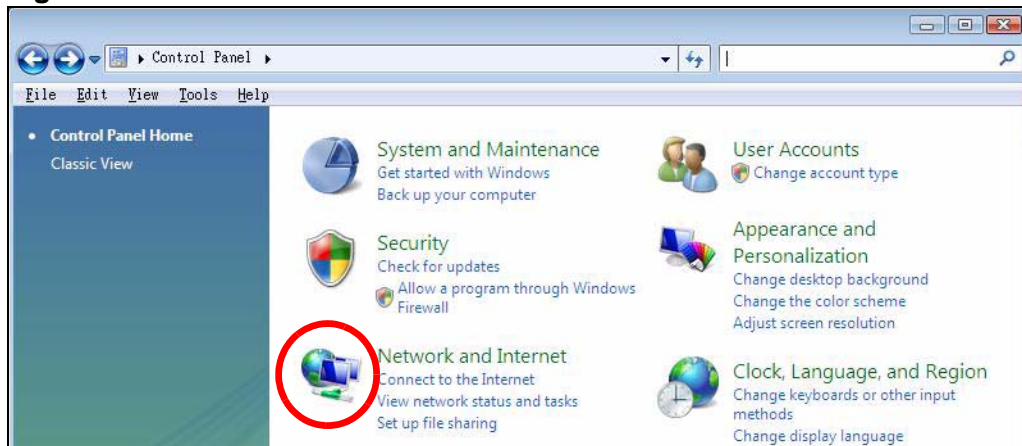 Control Panel
File Edit View Tools Help
Control Panel Home
Classic View
System and Maintenance
Get started with Windows
Back up your computer
Security
Check for updates
Allow a program through Windows
Firewall
Network and Internet
Connect to the Internet
View network status and tasks
Set up file sharing
User Accounts
Change account type
Appearance and
Personalization
Change desktop background
Change the color scheme
Adjust screen resolution
Clock, Language, and Region
Change keyboards or other input
methods
Change display language